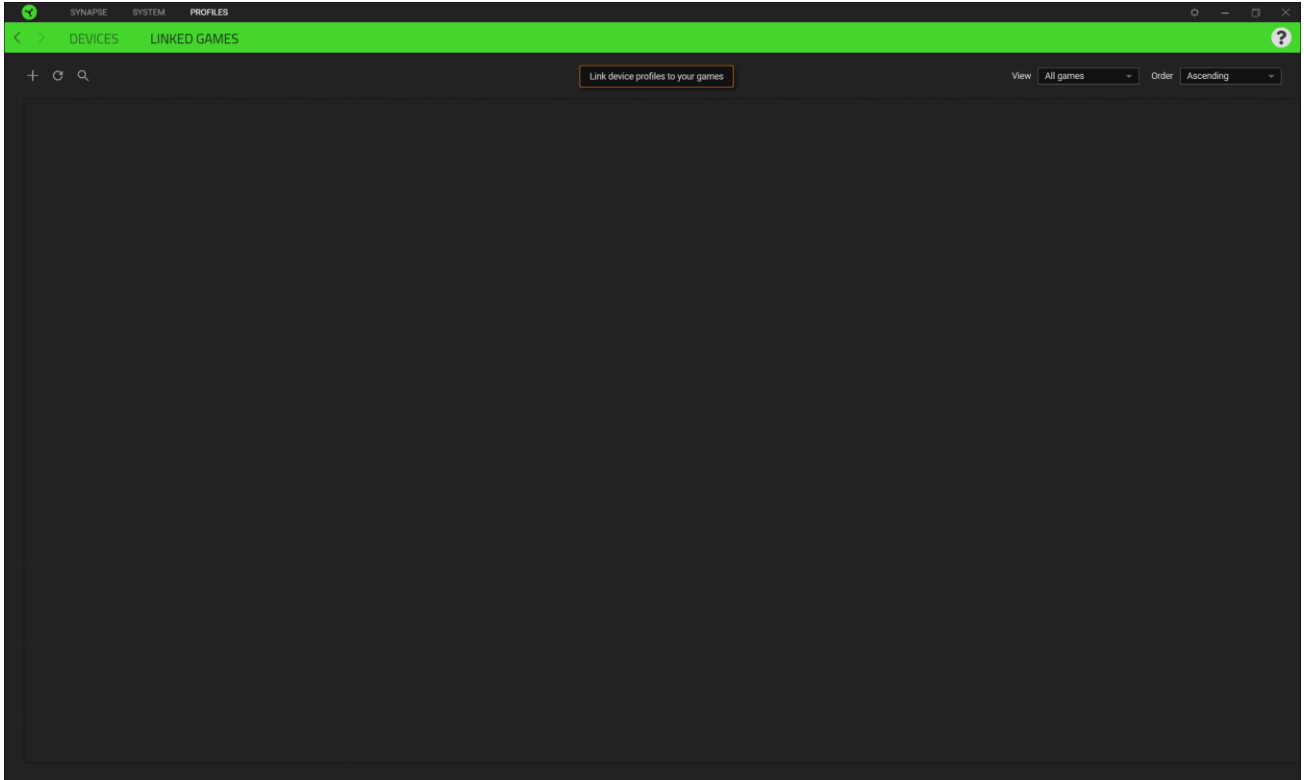 SYNAPSE SYSTEM PROFILES
DEVICES LINKED GAMES
?
Link device profiles to your games
View All games Order Ascending